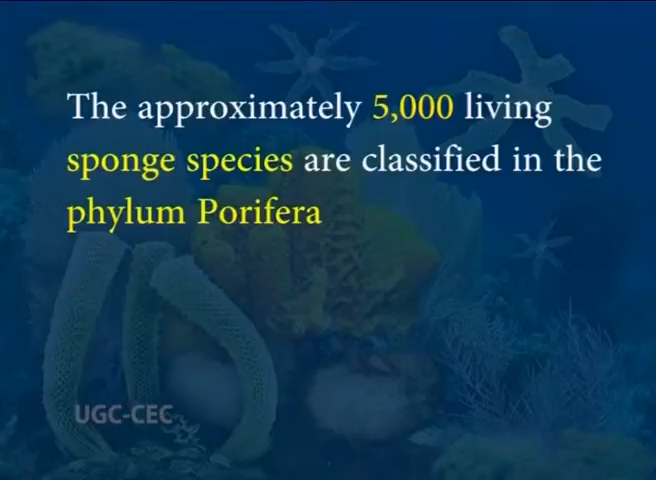 The approximately 5,000 living
sponge species are classified in the
phylum Porifera
UGC-CEC